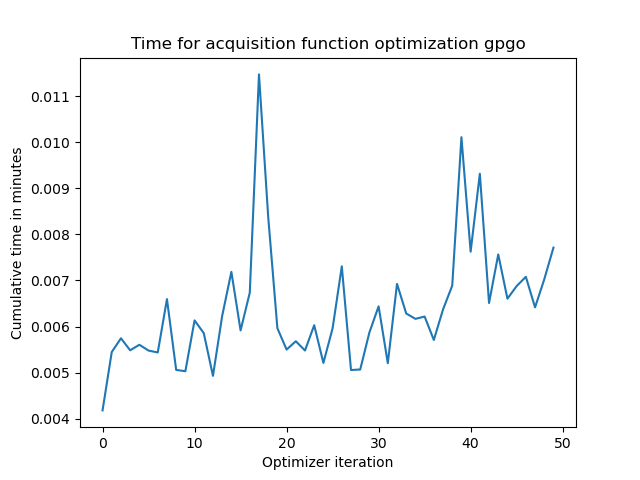 Time for acquisition function optimization gpgo
Cumulative time in minutes
0.011
0.010
0.009
0.008
0.007
0.006
0.005
0.004
0 10 20 30 40 50
Optimizer iteration